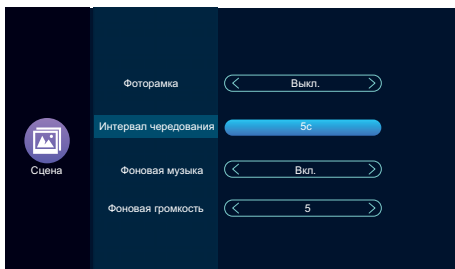 Фоторамка Выкл.
Интервал чередования 5с
Сцена
Фоновая музыка Вкл.
Фоновая громкость 5